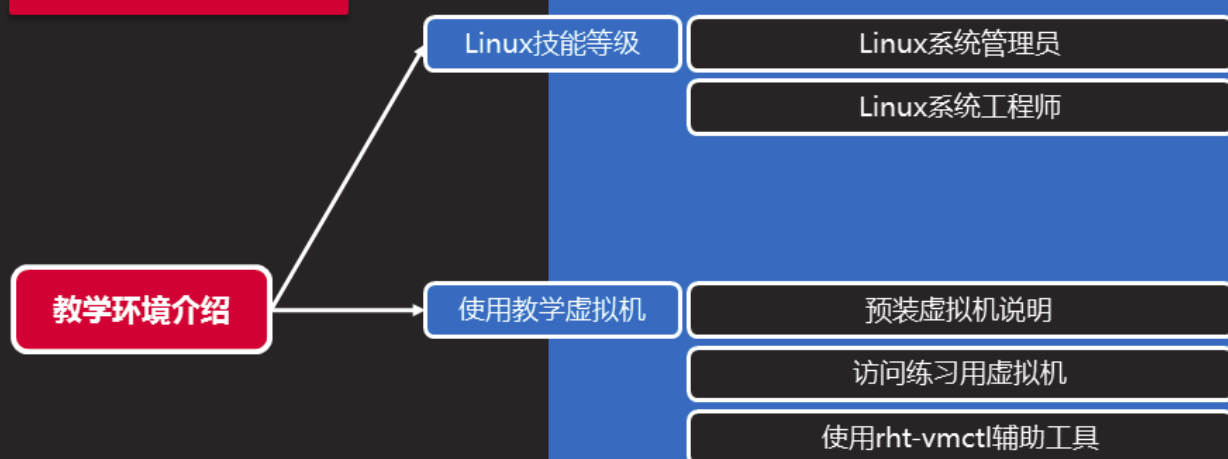 Linux技能等级
Linux系统管理员
Linux系统工程师
教学环境介绍
使用教学虚拟机
预装虚拟机说明
访问练习用虚拟机
使用rht-vmctl辅助工具